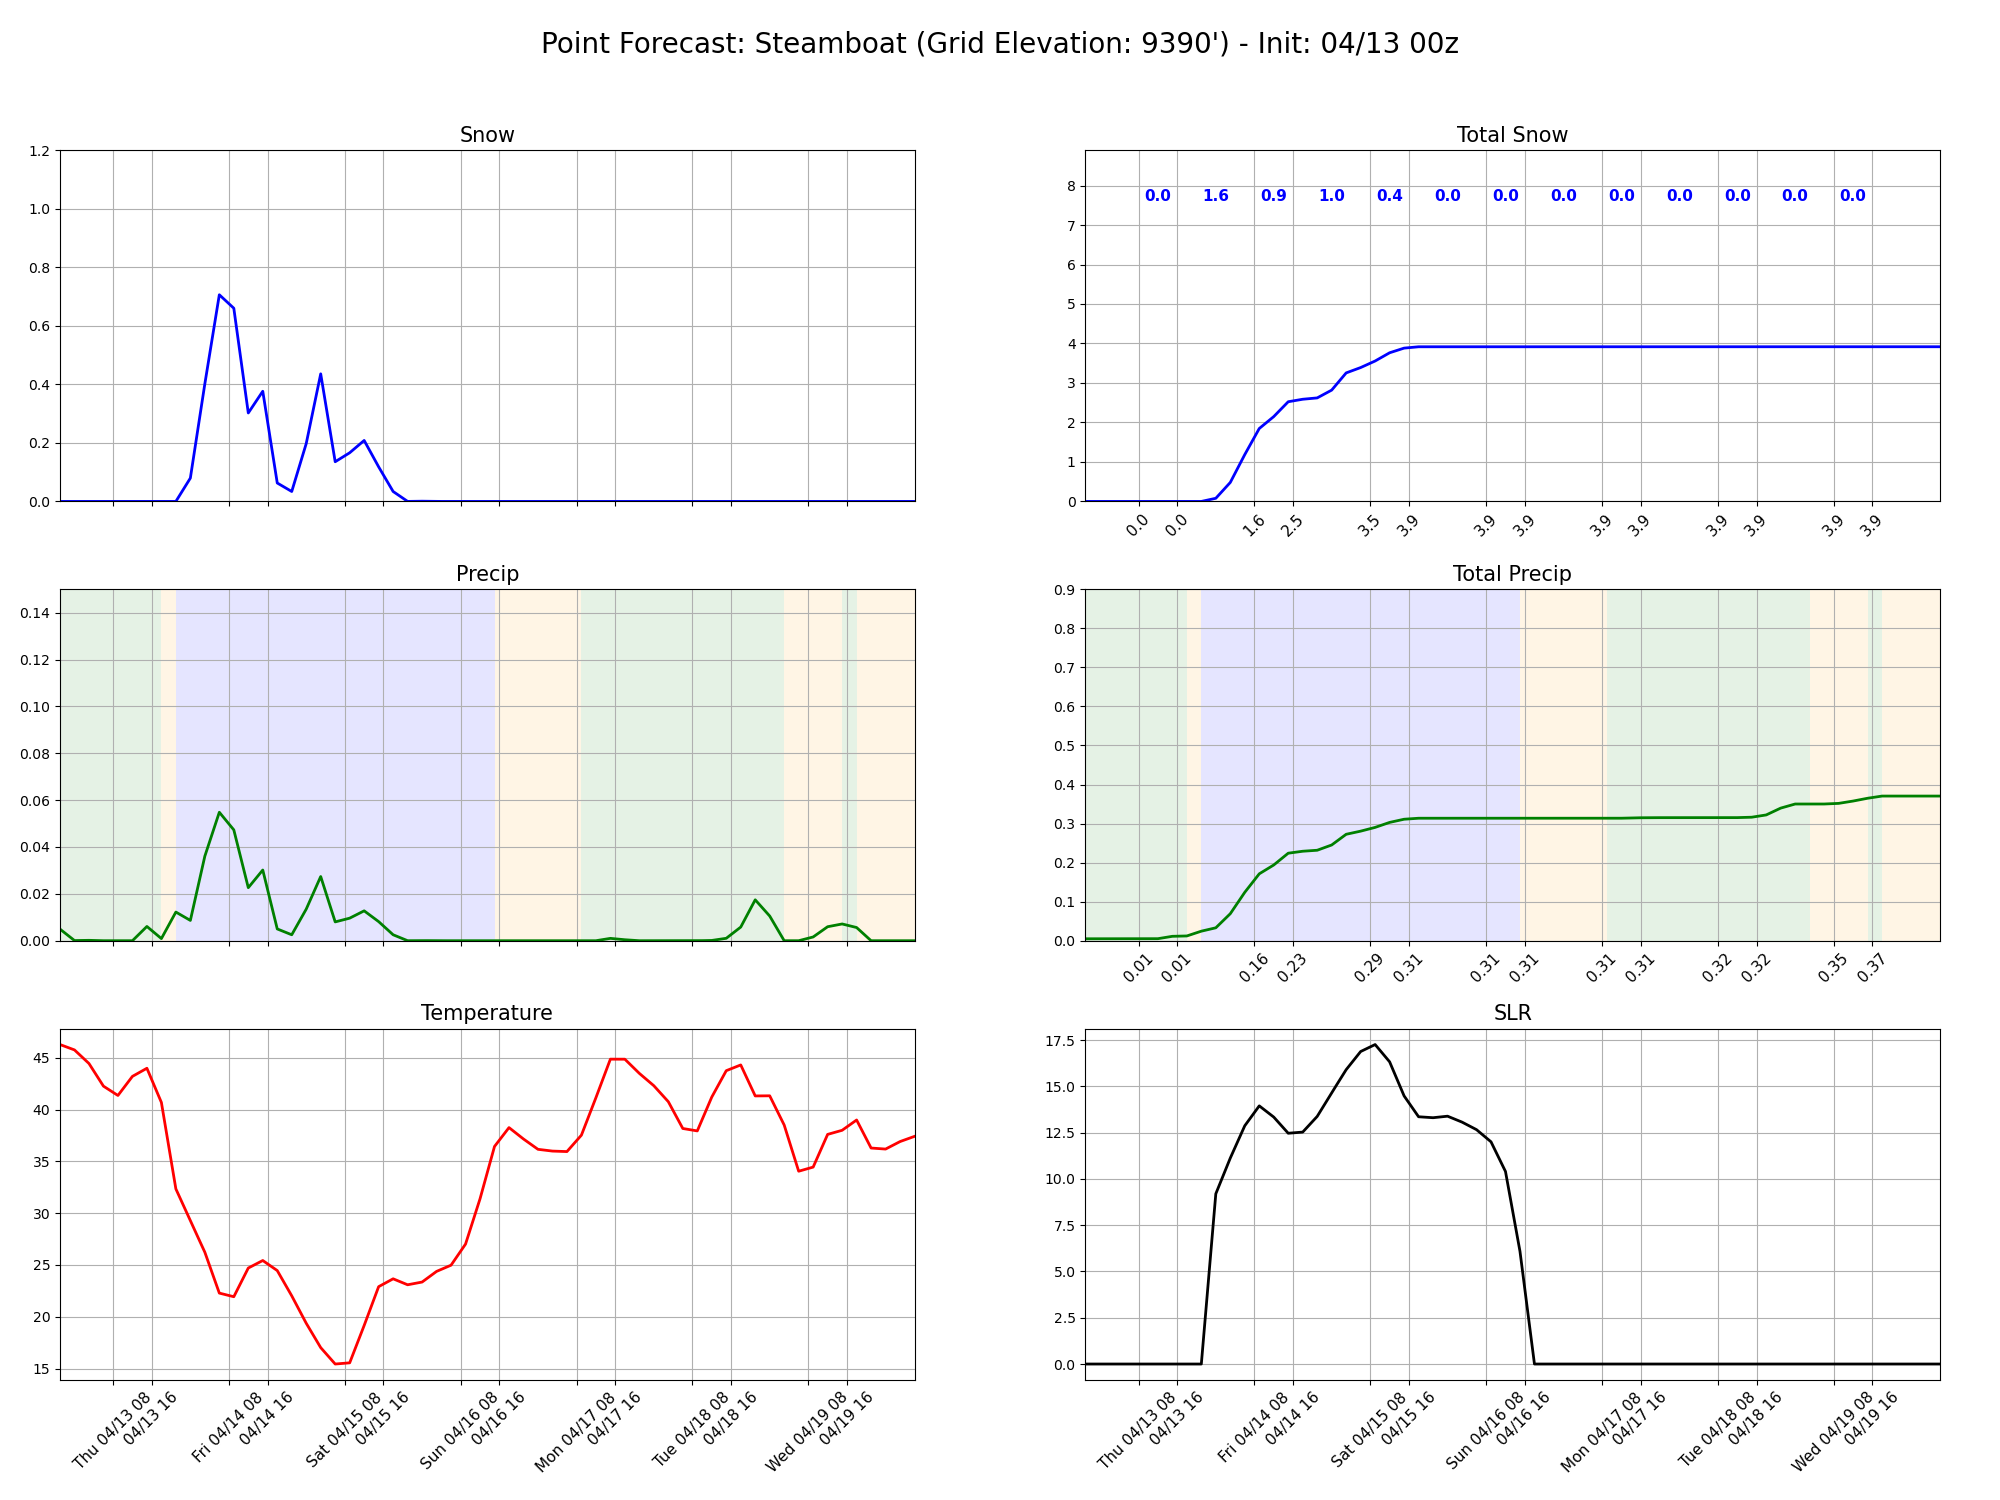 Point Forecast: Steamboat (Grid Elevation: 9390') - Init: 04/13 00z
Snow
1.2
1.0
0.8
0.6
0.4
0.2
0.0
Total Snow
8
7
6
5
4
3
2
1
0
0.0 1.6 0.9 1.0 0.4 0.0 0.0 0.0 0.0 0.0 0.0 0.0 0.0
0.0 0.0 1.6 2.5 3.5 3.9 3.9 3.9 3.9 3.9 3.9 3.9 3.9 3.9
Precip
0.14
0.12
0.10
0.08
0.06
0.04
0.02
0.00
Total Precip
0.9
0.8
0.7
0.6
0.5
0.4
0.3
0.2
0.1
0.0
0.01 0.01 0.16 0.23 0.29 0.31 0.31 0.31 0.31 0.31 0.32 0.32 0.35 0.37
Temperature
45
40
35
30
25
20
15
Thu 04/13 08
04/13 16
Fri 04/14 08
04/14 16
Sat 04/15 08
04/15 16
Sun 04/16 08
04/16 16
Mon 04/17 08
04/17 16
Tue 04/18 08
04/18 16
Wed 04/19 08
04/19 16
SLR
17.5
15.0
12.5
10.0
7.5
5.0
2.5
0.0
Thu 04/13 08
04/13 16
Fri 04/14 08
04/14 16
Sat 04/15 08
04/15 16
Sun 04/16 08
04/16 16
Mon 04/17 08
04/17 16
Tue 04/18 08
04/18 16
Wed 04/19 08
04/19 16